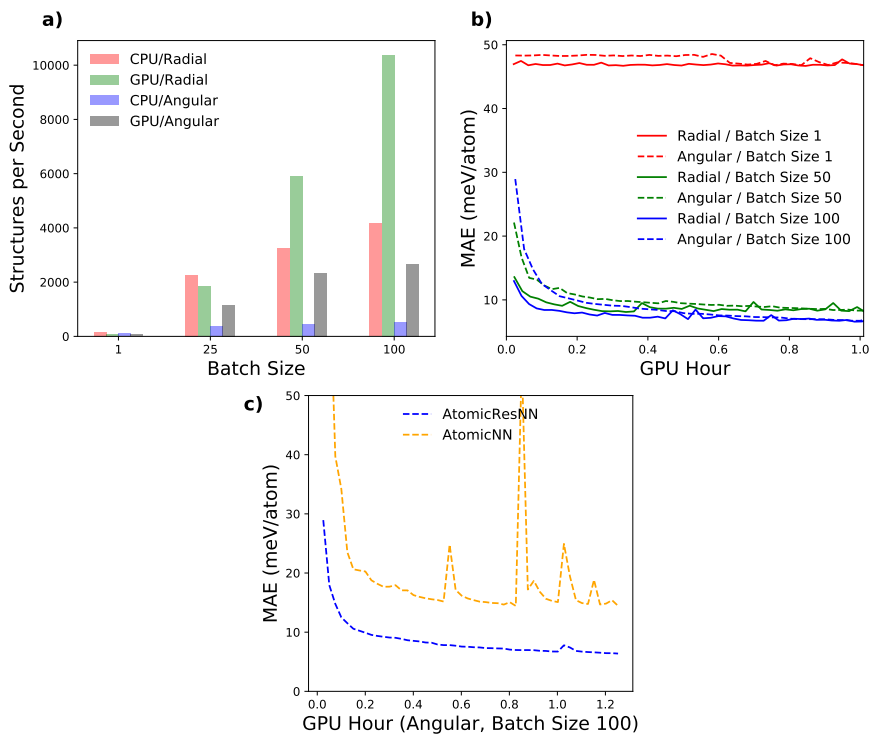 a)
Structures per Second
10000
8000
6000
4000
2000
0
CPU/Radial
GPU/Radial
CPU/Angular
GPU/Angular
1
25
50
100
Batch Size
b)
MAE (meV/atom)
50
40
30
20
10
Radial / Batch Size 1
Angular / Batch Size 1
Radial / Batch Size 50
Angular / Batch Size 50
Radial / Batch Size 100
Angular / Batch Size 100
0.0
0.2
0.4
0.6
0.8
1.0
GPU Hour
c)
MAE (meV/atom)
50
40
30
20
10
0
AtomicResNN
AtomicNN
0.0
0.2
0.4
0.6
0.8
1.0
1.2
GPU Hour (Angular, Batch Size 100)